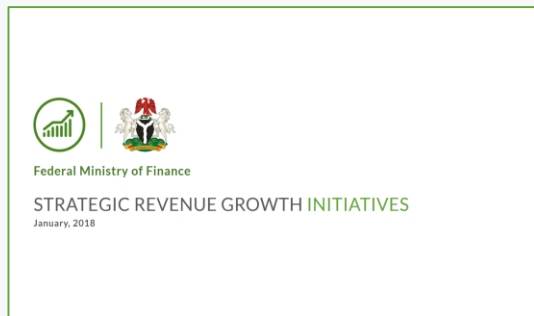 Federal Ministry of Finance
STRATEGIC REVENUE GROWTH INITIATIVES
January, 2018